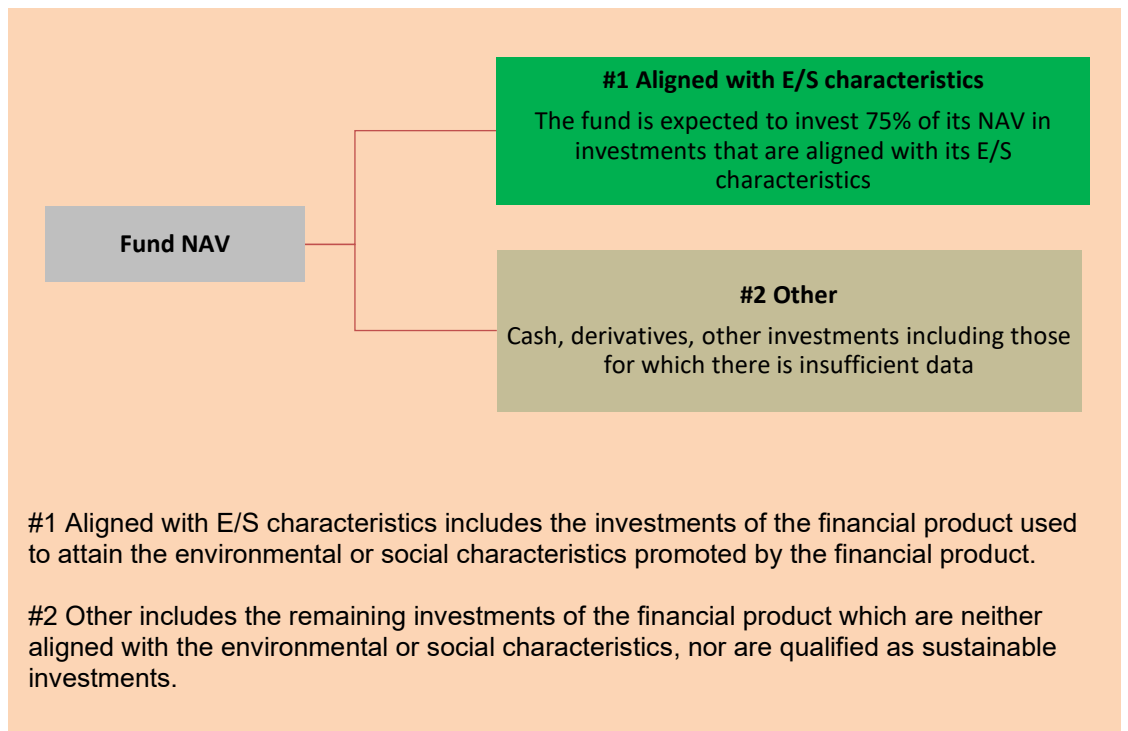 #1 Aligned with E/S characteristics
The fund is expected to invest 75% of its NAV in
investments that are aligned with its E/S
characteristics
Fund NAV
#2 Other
Cash, derivatives, other investments including those
for which there is insufficient data
#1 Aligned with E/S characteristics includes the investments of the financial product used
to attain the environmental or social characteristics promoted by the financial product.
#2 Other includes the remaining investments of the financial product which are neither
aligned with the environmental or social characteristics, nor are qualified as sustainable
investments.